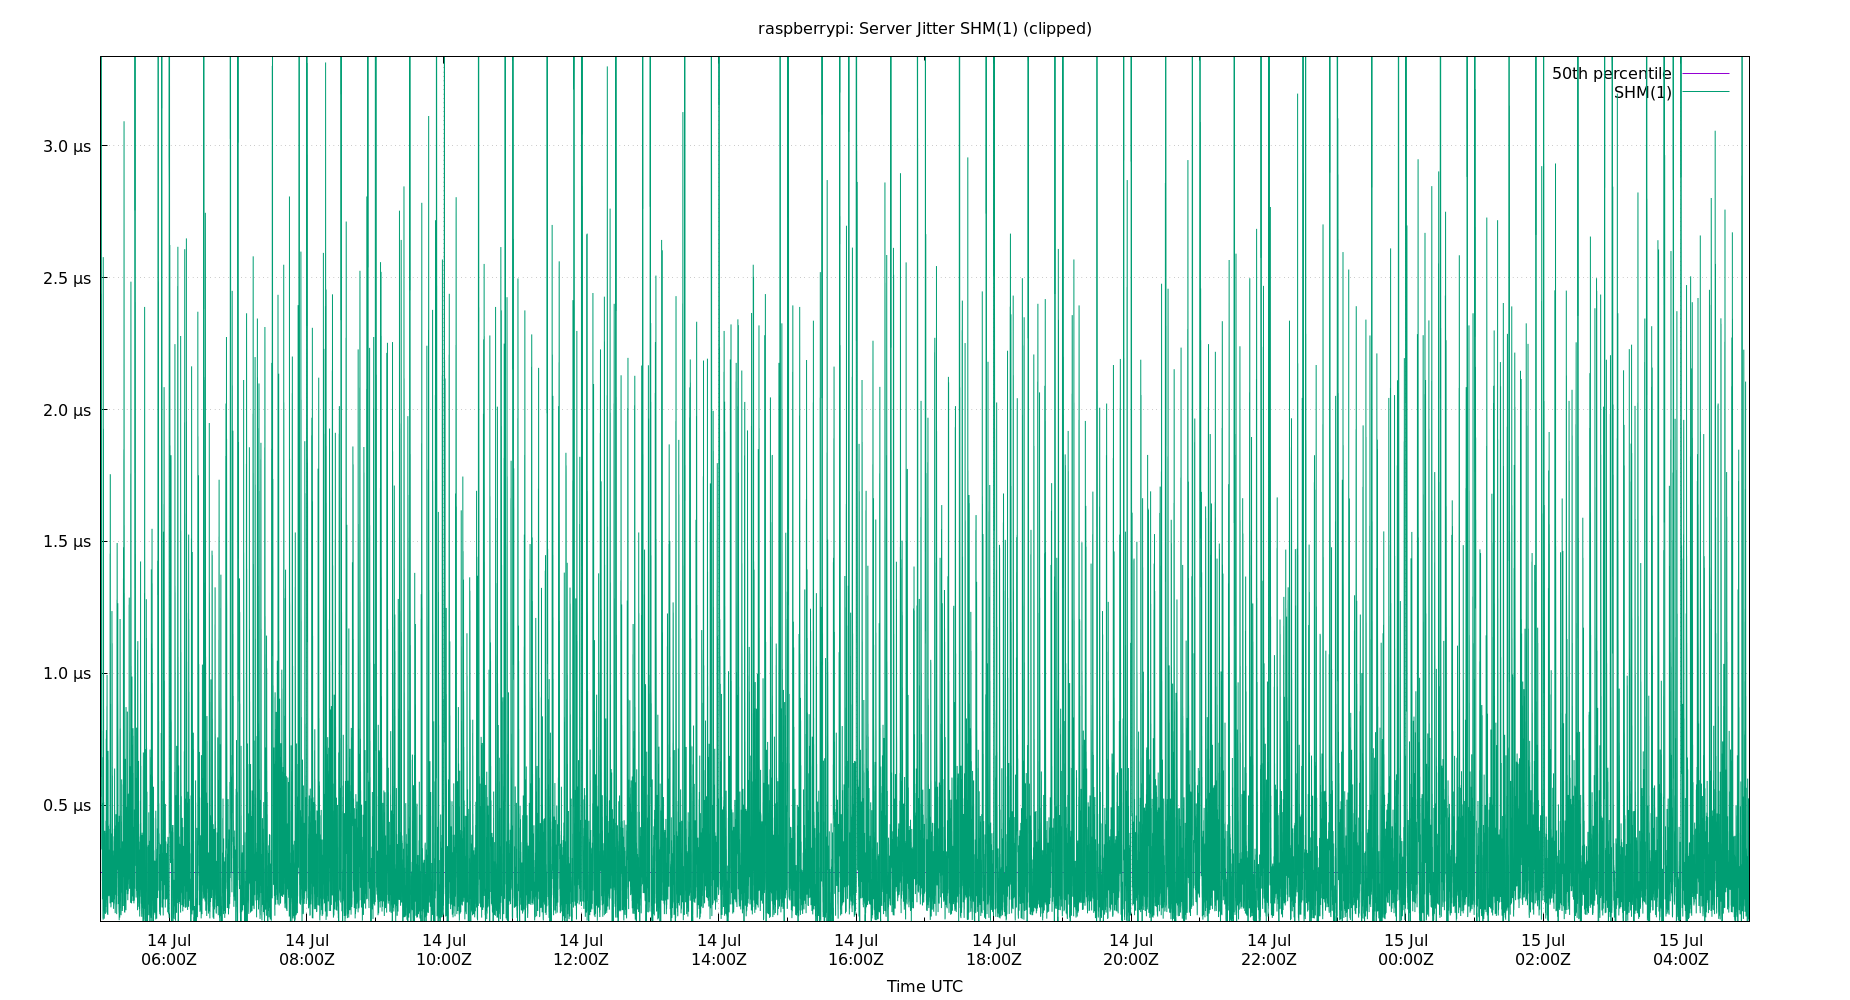 raspberrypi: Server Jitter SHM(1) (clipped)
50th percentile
SHM(1)
3.0 µs
2.5 µs
2.0 µs
1.5 µs
1.0 µs
0.5 µs
14 Jul 14 Jul 14 Jul 14 Jul 14 Jul 14 Jul 14 Jul 14 Jul 14 Jul 15 Jul 15 Jul 15 Jul
06:00Z 08:00Z 10:00Z 12:00Z 14:00Z 16:00Z 18:00Z 20:00Z 22:00Z 00:00Z 02:00Z 04:00Z
Time UTC